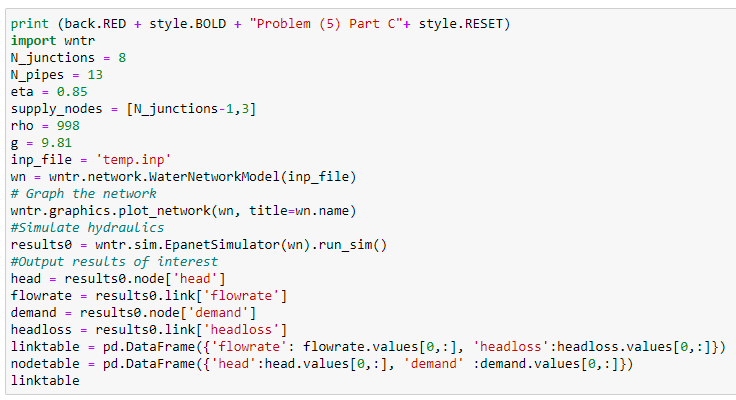 print (back.RED + style.BOLD + "Problem (5) Part C"+ style.RESET)
import wntr
N_junctions = 8
N_pipes = 13
eta = 0.85
supply_nodes = [N_junctions-1,3]
rho = 998
g = 9.81
inp_file = 'temp.inp'
wn = wntr.network.WaterNetworkModel(inp_file)
# Graph the network
wntr.graphics.plot_network(wn, title=wn.name)
#Simulate hydraulics
results0 = wntr.sim.EpanetSimulator(wn).run_sim()
#Output results of interest
head = results0.node['head']
flowrate = results0.link['flowrate']
demand = results0.node['demand']
headloss = results0.link['headloss']
linktable = pd.DataFrame({'flowrate': flowrate.values[0,:], 'headloss':headloss.values[0,:]})
nodetable = pd.DataFrame({'head':head.values[0,:], 'demand' :demand.values[0,:]})
linktable